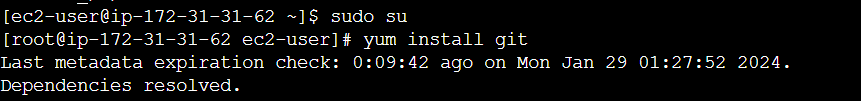 [ec2-user@ip-172-31-31-62 ~]$ sudo su
[root@ip-172-31-31-62 ec2-user]# yum install git
Last metadata expiration check: 0:09:42 ago on Mon Jan 29 01:27:52 2024.
Dependencies resolved.